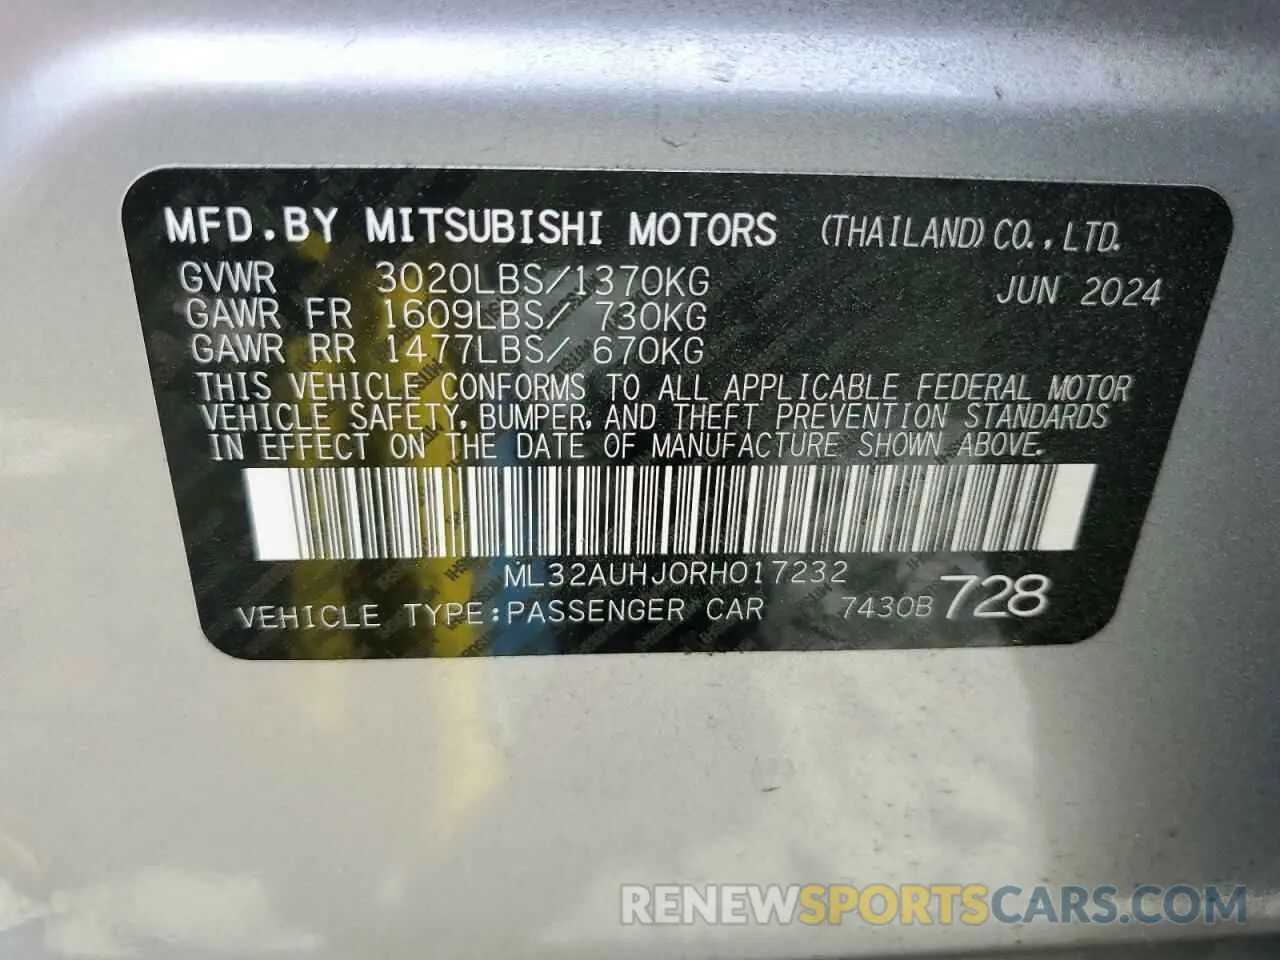 MFD.BY MITSUBISHI MOTORS (THAILAND) CO.,LTD.
GVWR 3020LBS/1370KG JUN 2024
GAWR FR 1609LBS/ 730KG
GAWR RR 1477LBS/ 670KG
THIS VEHICLE CONFORMS TO ALL APPLICABLE FEDERAL MOTOR
VEHICLE SAFETY, BUMPER, AND THEFT PREVENTION STANDARDS
IN EFFECT ON THE DATE OF MANUFACTURE SHOWN ABOVE.
ML32AUHJ0RH017232
VEHICLE TYPE:PASSENGER CAR 7430B 728
RENEWSPORTSCARS.COM